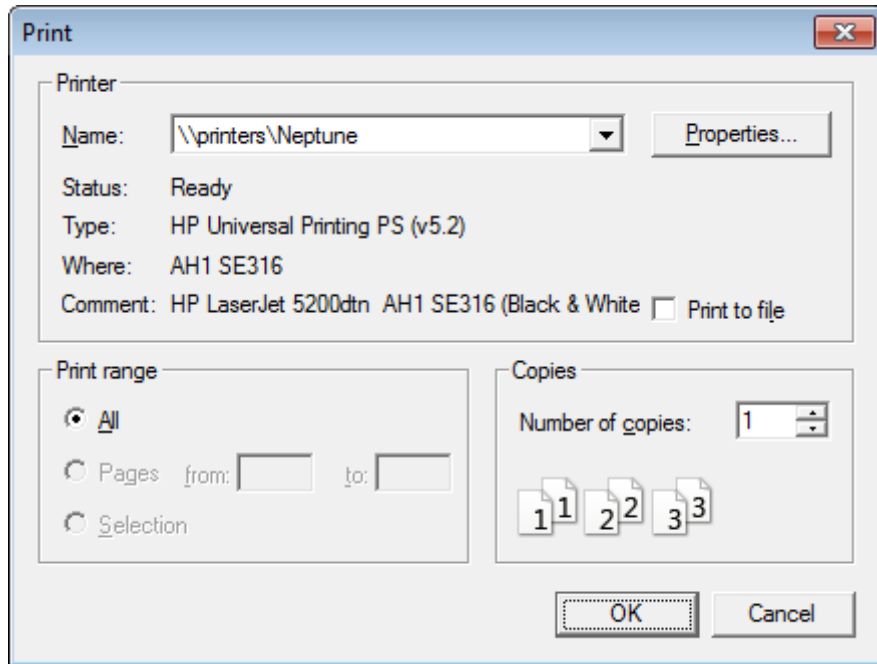 Print
Printer
Name: \\printers\Neptune Properties...
Status: Ready
Type: HP Universal Printing PS (v5.2)
Where: AH1 SE316
Comment: HP LaserJet 5200dtn AH1 SE316 (Black & White Print to file
Print range
All
Pages from: to:
Selection
Copies
Number of copies: 1
1 1 2 2 3 3
OK Cancel